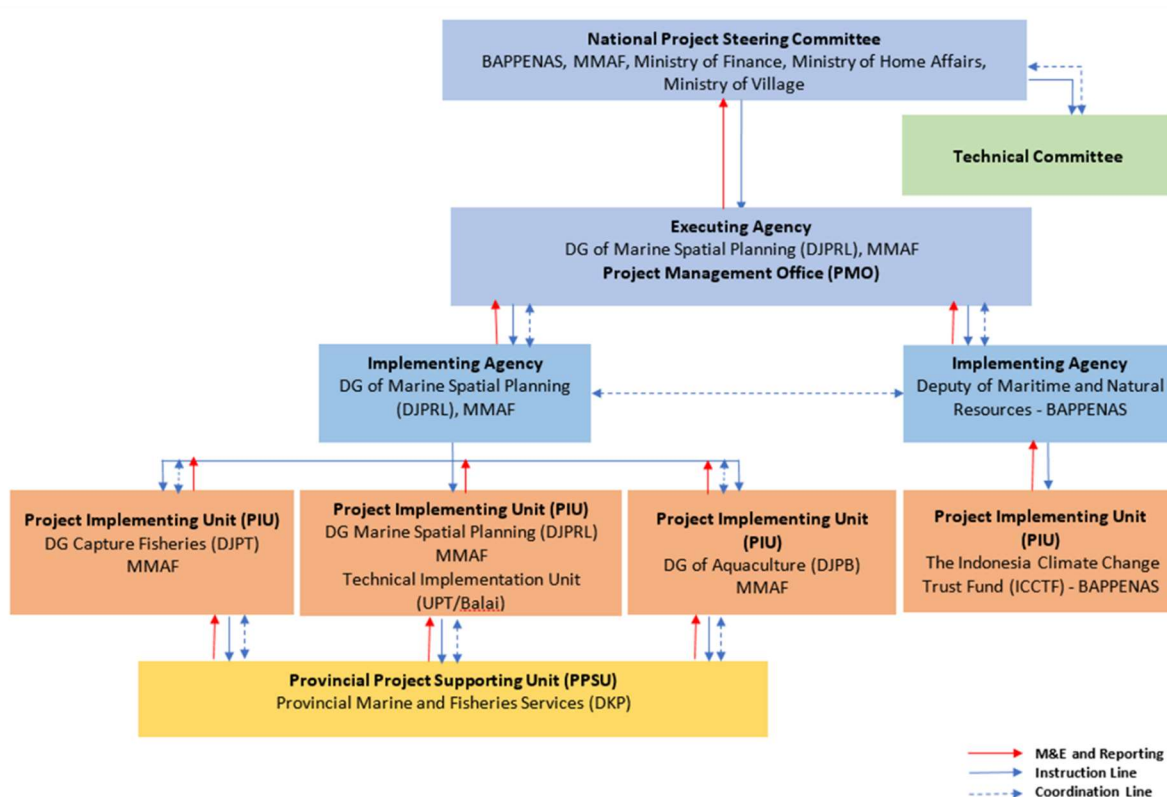 National Project Steering Committee
BAPPENAS, MMAF, Ministry of Finance, Ministry of Home Affairs,
Ministry of Village
Technical Committee
Executing Agency
DG of Marine Spatial Planning (DJPRL), MMAF
Project Management Office (PMO)
Implementing Agency
DG of Marine Spatial Planning
(DJPRL), MMAF
Implementing Agency
Deputy of Maritime and Natural
Resources - BAPPENAS
Project Implementing Unit (PIU)
DG Capture Fisheries (DJPT)
MMAF
Project Implementing Unit (PIU)
DG Marine Spatial Planning (DJPRL)
MMAF
Technical Implementation Unit
(UPT/Balai)
Project Implementing Unit
(PIU)
DG of Aquaculture (DJPB)
MMAF
Project Implementing Unit
(PIU)
The Indonesia Climate Change
Trust Fund (ICCTF) - BAPPENAS
Provincial Project Supporting Unit (PPSU)
Provincial Marine and Fisheries Services (DKP)
M&E and Reporting
Instruction Line
Coordination Line